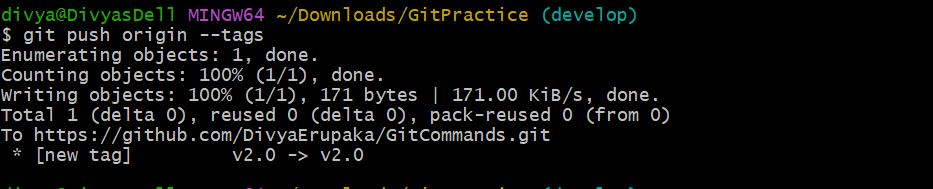 divya@DivyasDell MINGW64 ~/Downloads/GitPractice (develop)
$ git push origin --tags
Enumerating objects: 1, done.
Counting objects: 100% (1/1), done.
Writing objects: 100% (1/1), 171 bytes | 171.00 KiB/s, done.
Total 1 (delta 0), reused 0 (delta 0), pack-reused 0 (from 0)
To https://github.com/DivyaErupaka/GitCommands.git
 * [new tag]         v2.0 -> v2.0